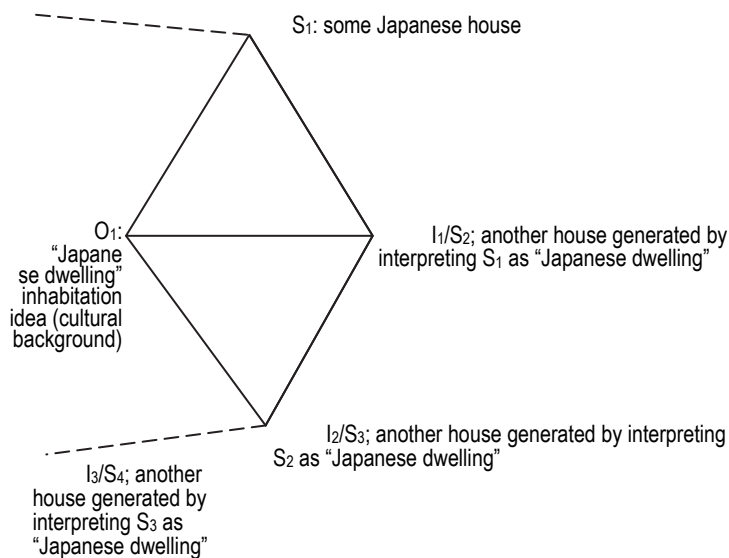 S₁: some Japanese house
O₁:
“Japane
se dwelling”
inhabitation
idea (cultural
background)
I₁/S₂; another house generated by
interpreting S₁ as “Japanese dwelling”
I₂/S₃; another house generated by interpreting
S₂ as “Japanese dwelling”
I₃/S₄; another
house generated by
interpreting S₃ as
“Japanese dwelling”